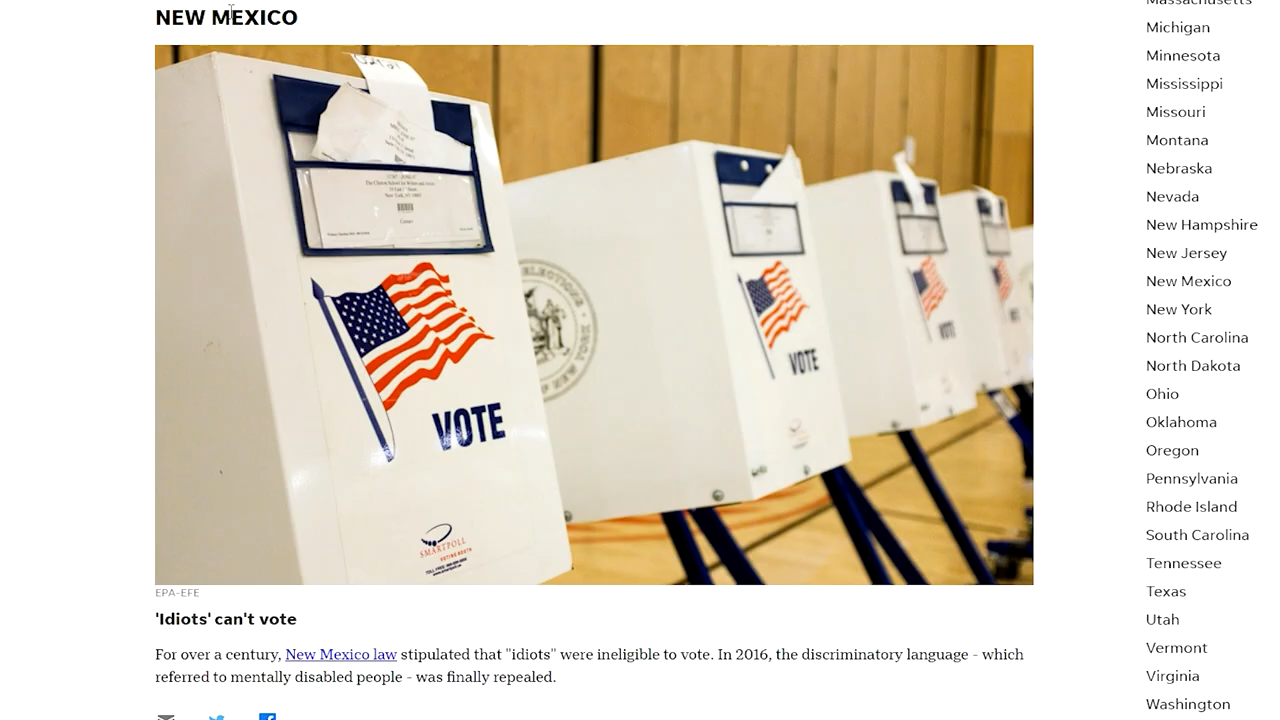 NEW MEXICO
VOTE
SMARTPOLL
VOTING BOOTH
VOTE
VOTE
EPA-EFE
'Idiots' can't vote
For over a century, New Mexico law stipulated that "idiots" were ineligible to vote. In 2016, the discriminatory language - which
referred to mentally disabled people - was finally repealed.
Michigan
Minnesota
Mississippi
Missouri
Montana
Nebraska
Nevada
New Hampshire
New Jersey
New Mexico
New York
North Carolina
North Dakota
Ohio
Oklahoma
Oregon
Pennsylvania
Rhode Island
South Carolina
Tennessee
Texas
Utah
Vermont
Virginia
Washington